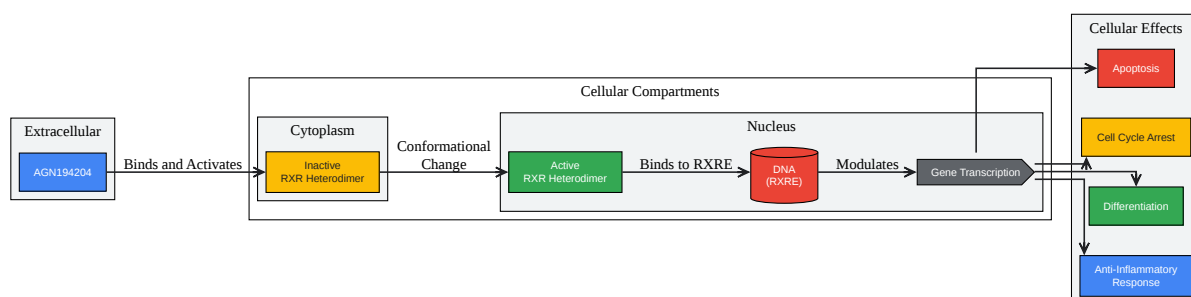 Extracellular
AGN194204
Binds and Activates
Cellular Compartments
Cytoplasm
Inactive
RXR Heterodimer
Conformational
Change
Nucleus
Active
RXR Heterodimer
Binds to RXRE
DNA
(RXRE)
Modulates
Gene Transcription
Cellular Effects
Apoptosis
Cell Cycle Arrest
Differentiation
Anti-Inflammatory
Response